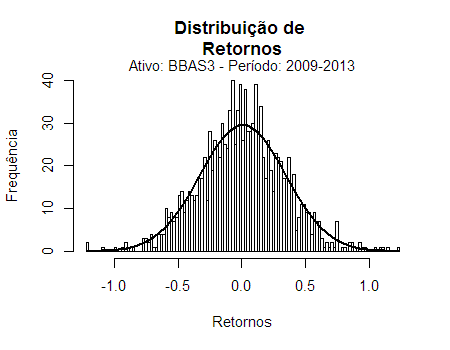 Distribuição de
Retornos
Ativo: BBAS3 - Período: 2009-2013
Frequência
40
30
20
10
0
-1.0 -0.5 0.0 0.5 1.0
Retornos